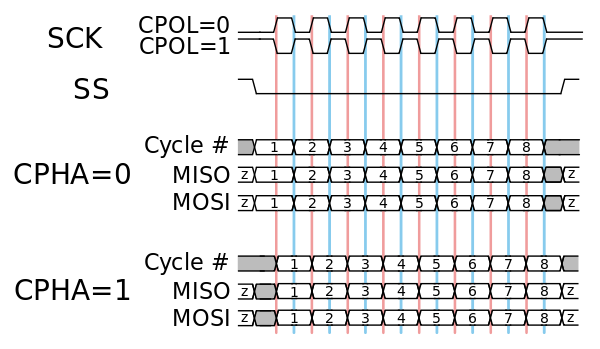 SCK CPOL=0
CPOL=1
SS
Cycle # 1 2 3 4 5 6 7 8
CPHA=0 MISO z 1 2 3 4 5 6 7 8 z
MOSI z 1 2 3 4 5 6 7 8 z
Cycle # 1 2 3 4 5 6 7 8
CPHA=1 MISO z 1 2 3 4 5 6 7 8 z
MOSI z 1 2 3 4 5 6 7 8 z